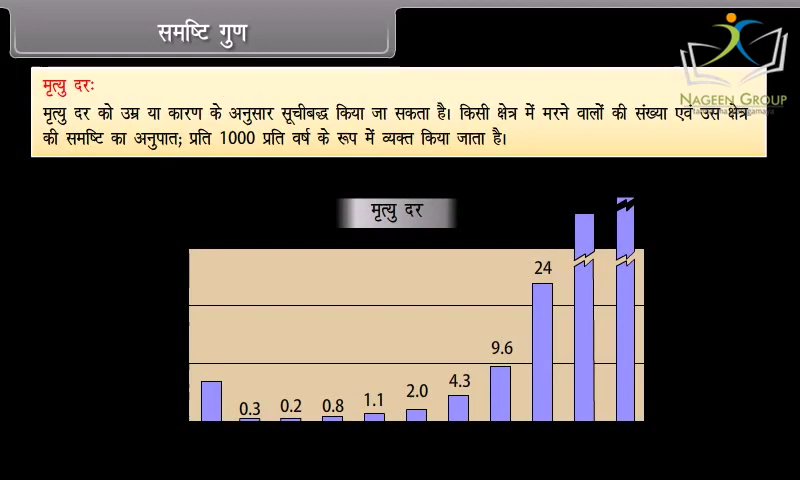 समष्टि गुण
NAGEEN GROUP
मृत्यु दरः
मृत्यु दर को उम्र या कारण के अनुसार सूचीबद्ध किया जा सकता है। किसी क्षेत्र में मरने वालों की संख्या एवं उस क्षेत्र
की समष्टि का अनुपात; प्रति 1000 प्रति वर्ष के रूप में व्यक्त किया जाता है।
मृत्यु दर
24
9.6
4.3
2.0
1.1
0.8
0.2
0.3